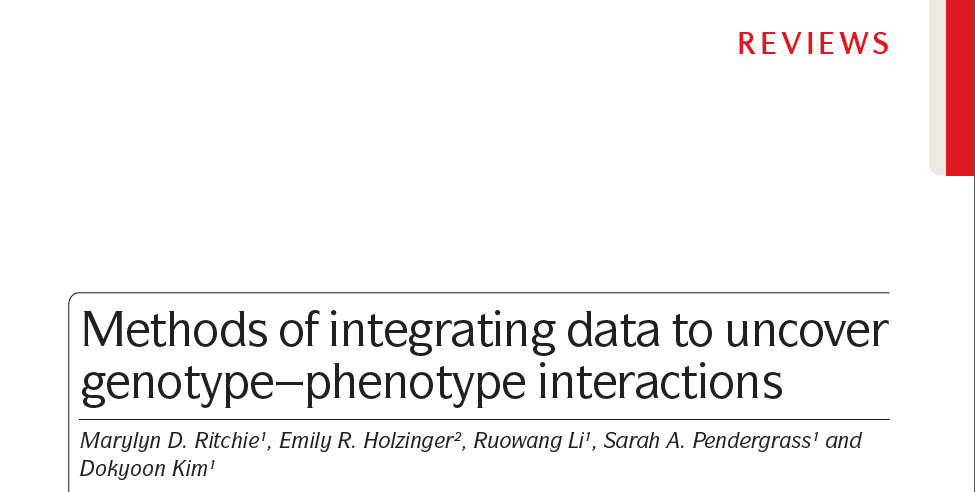 REVIEWS
Methods of integrating data to uncover
genotype–phenotype interactions
Marylyn D. Ritchie¹, Emily R. Holzinger², Ruowang Li¹, Sarah A. Pendergrass¹ and
Dokyoon Kim¹